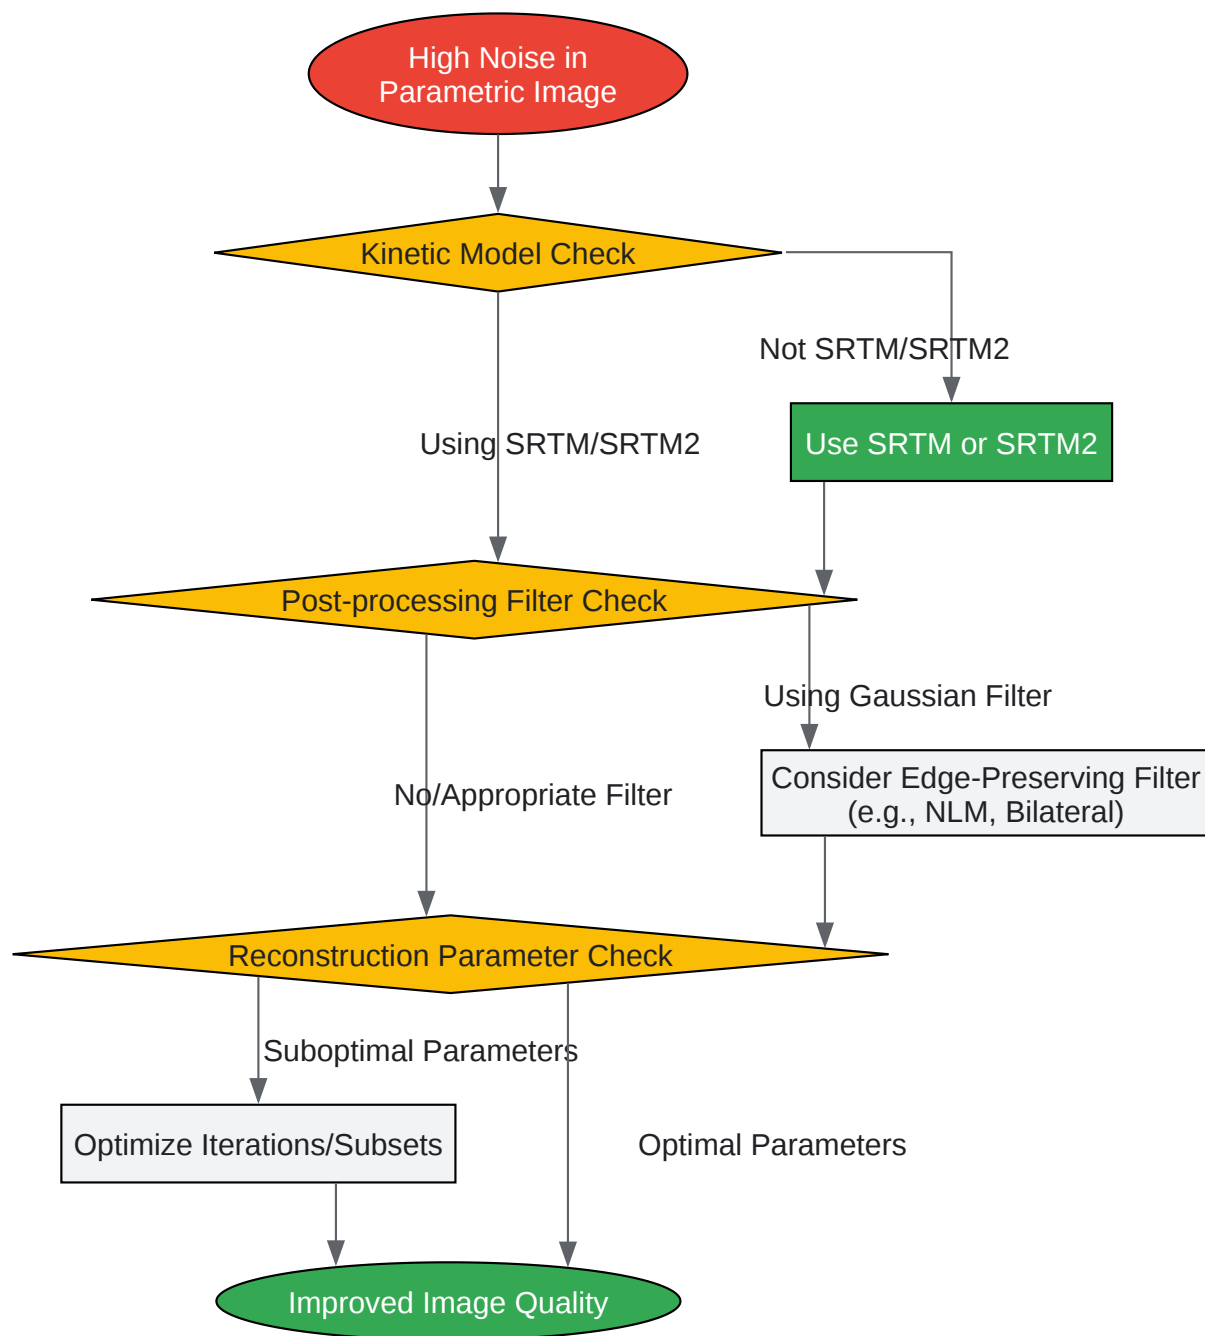 High Noise in
Parametric Image
Kinetic Model Check
Not SRTM/SRTM2
Using SRTM/SRTM2
Use SRTM or SRTM2
Post-processing Filter Check
Using Gaussian Filter
No/Appropriate Filter
Consider Edge-Preserving Filter
(e.g., NLM, Bilateral)
Reconstruction Parameter Check
Suboptimal Parameters
Optimize Iterations/Subsets
Optimal Parameters
Improved Image Quality